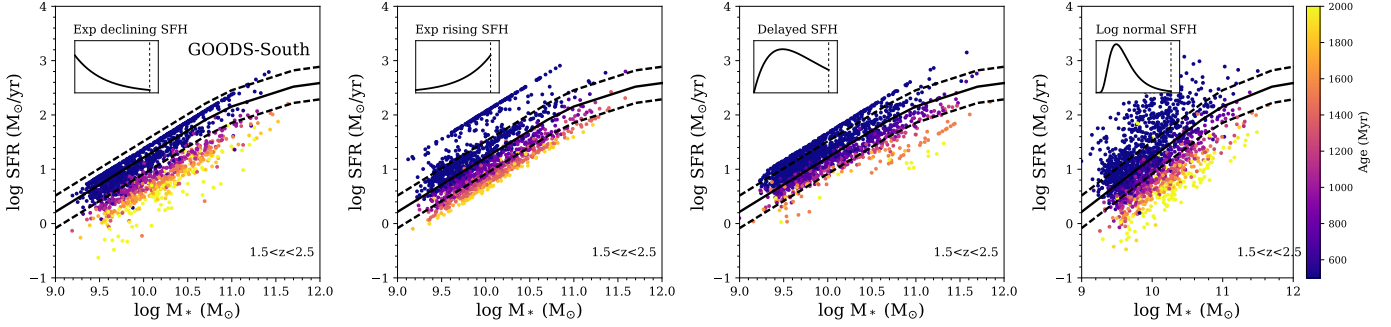 Exp declining SFH
GOODS-South
1.5<z<2.5
log SFR (M⊙/yr)
4
3
2
1
0
−1
9.0 9.5 10.0 10.5 11.0 11.5 12.0
log M* (M⊙)
Exp rising SFH
1.5<z<2.5
log SFR (M⊙/yr)
4
3
2
1
0
−1
9.0 9.5 10.0 10.5 11.0 11.5 12.0
log M* (M⊙)
Delayed SFH
1.5<z<2.5
log SFR (M⊙/yr)
4
3
2
1
0
−1
9.0 9.5 10.0 10.5 11.0 11.5 12.0
log M* (M⊙)
Log normal SFH
1.5<z<2.5
log SFR (M⊙/yr)
4
3
2
1
0
−1
9 10 11 12
log M* (M⊙)
2000
1800
1600
1400
1200
1000
800
600
Age (Myr)